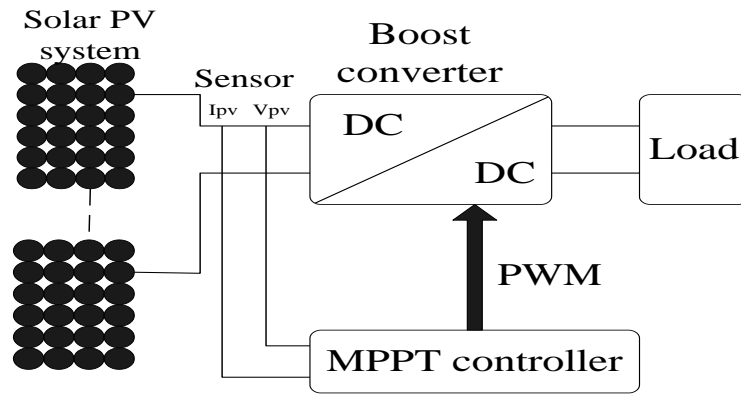 Solar PV
system
Sensor
Ipv Vpv
Boost
converter
DC
DC
Load
PWM
MPPT controller